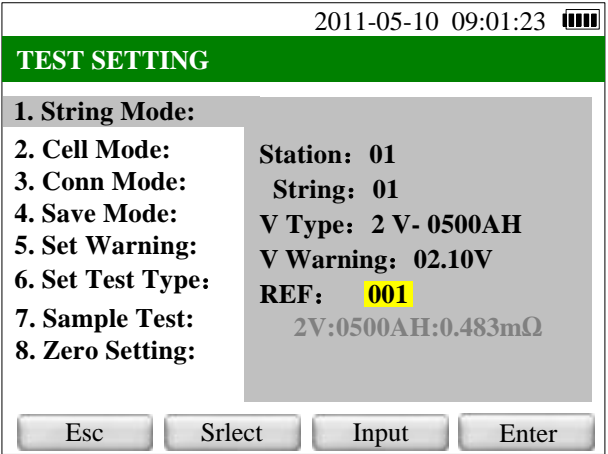 2011-05-10 09:01:23
TEST SETTING
1. String Mode:
2. Cell Mode:
3. Conn Mode:
4. Save Mode:
5. Set Warning:
6. Set Test Type：
7. Sample Test:
8. Zero Setting:
Station：01
String：01
V Type：2 V- 0500AH
V Warning：02.10V
REF： 001
2V:0500AH:0.483mΩ
Esc Srlect Input Enter